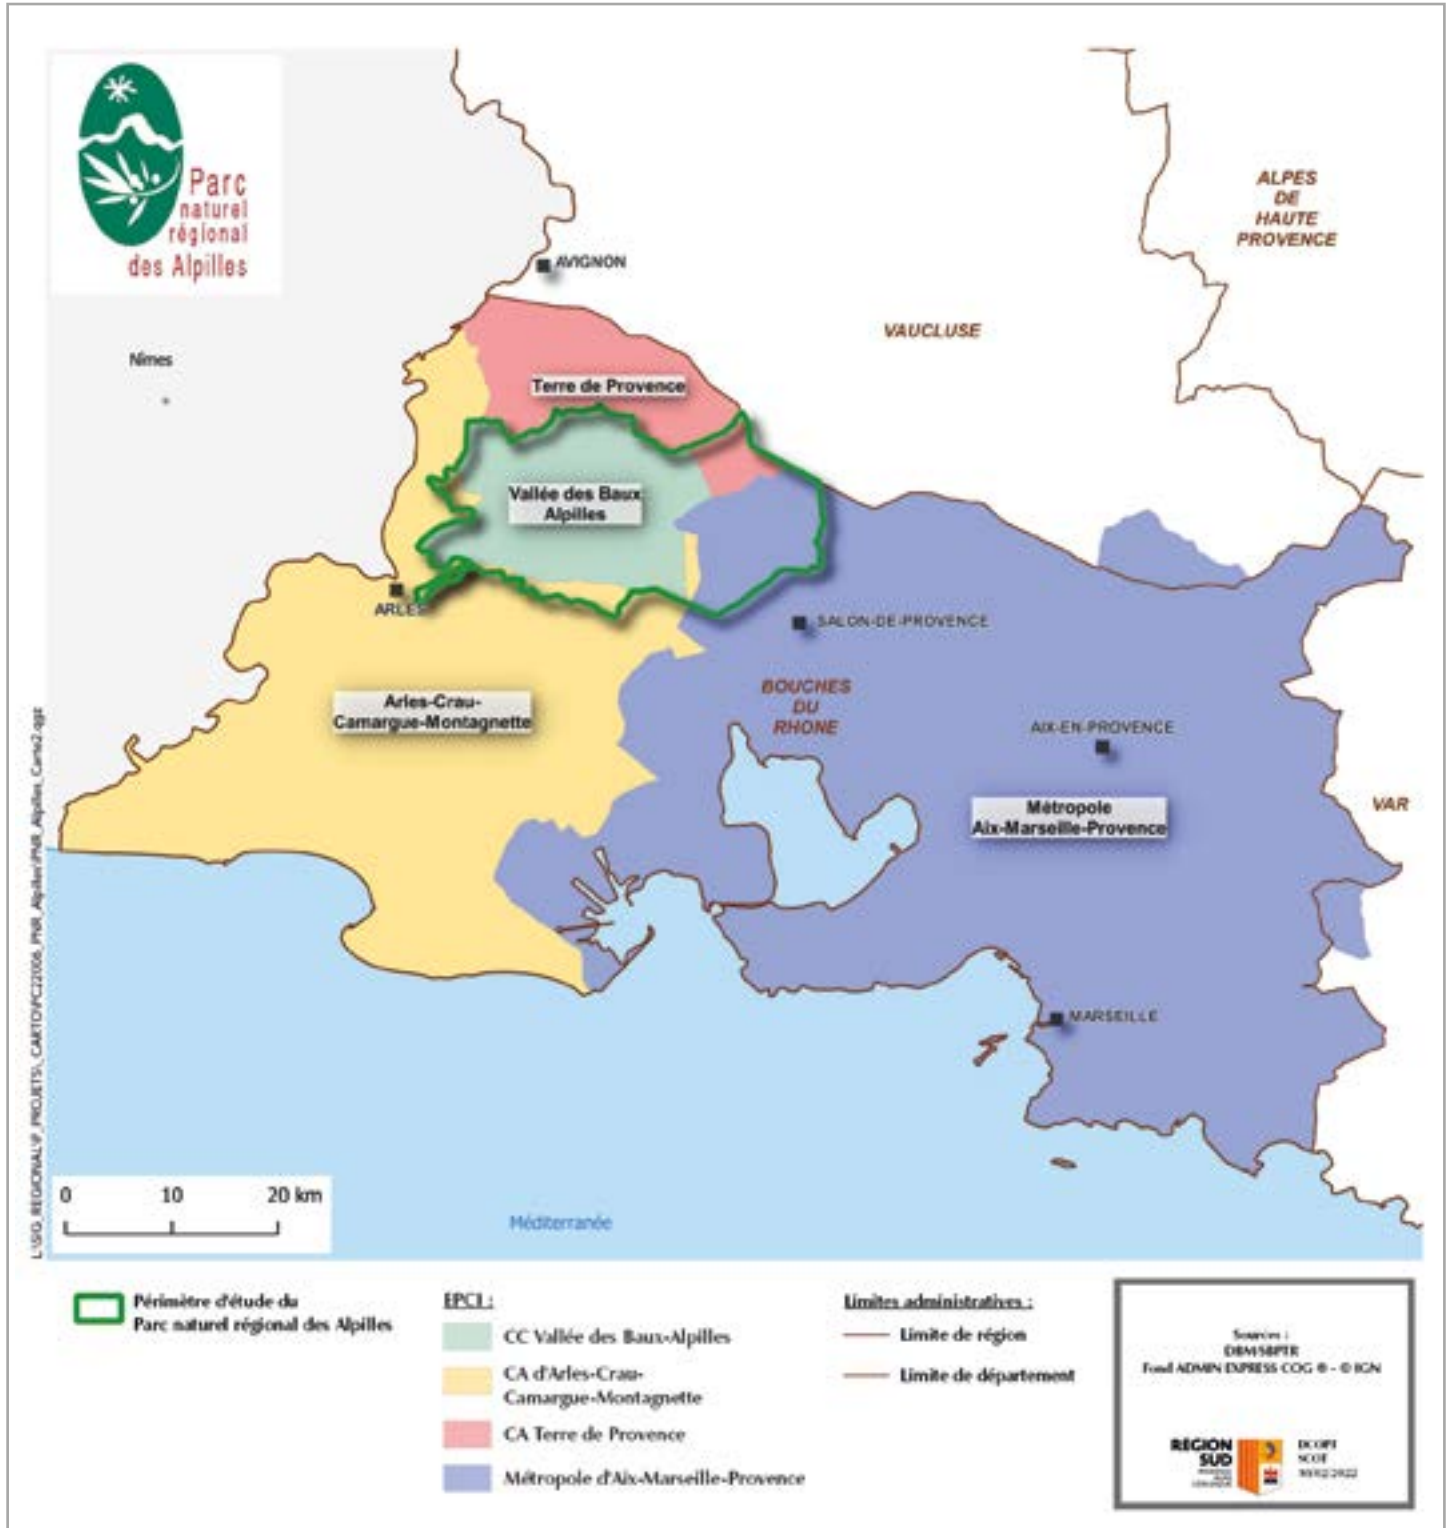 Parc
naturel
régional
des Alpilles
AVIGNON
ALPES
DE
HAUTE
PROVENCE
VAUCLUSE
Nîmes
Terre de Provence
Vallée des Baux
Alpilles
ARLES
SALON-DE-PROVENCE
Arles-Crau-
Camargue-Montagnette
BOUCHES
DU
RHONE
AIX-EN-PROVENCE
Métropole
Aix-Marseille-Provence
VAR
MARSEILLE
Méditerranée
0 10 20 km
Périmètre d'étude du
Parc naturel régional des Alpilles
EPCI :
CC Vallée des Baux-Alpilles
CA d'Arles-Crau-
Camargue-Montagnette
CA Terre de Provence
Métropole d'Aix-Marseille-Provence
Limites administratives :
Limite de région
Limite de département
Sources :
Fond ADMIN EXPRESS COG ® - © IGN
REGION
SUD
SCOT